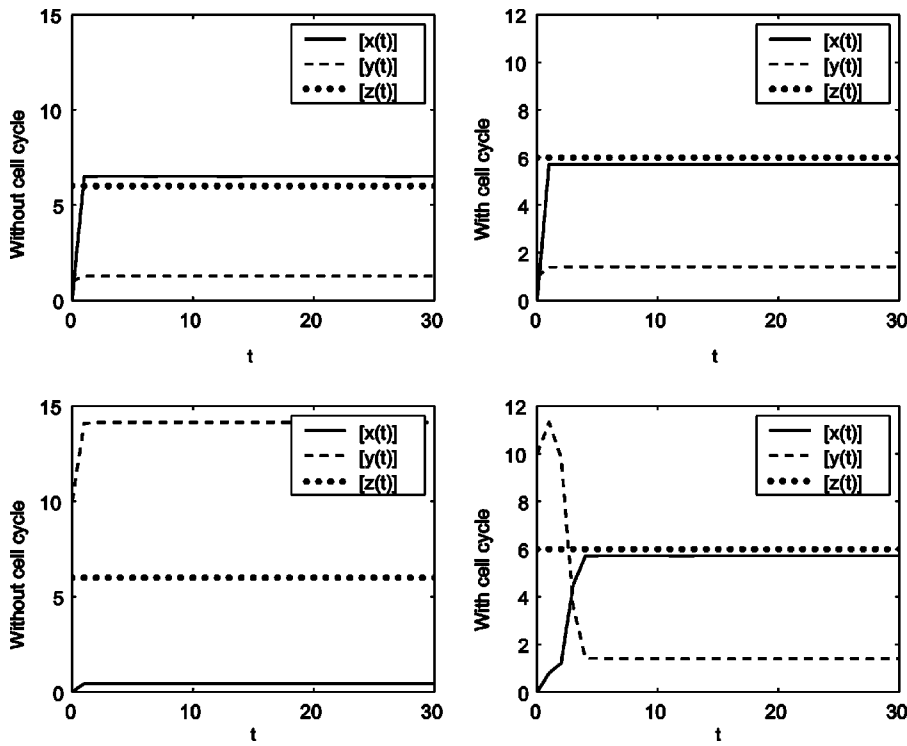 Without cell cycle
15
10
5
0
[x(t)]
[y(t)]
[z(t)]
0 10 20 30
t
With cell cycle
12
10
8
6
4
2
0
[x(t)]
[y(t)]
[z(t)]
0 10 20 30
t
Without cell cycle
15
10
5
0
[x(t)]
[y(t)]
[z(t)]
0 10 20 30
t
With cell cycle
12
10
8
6
4
2
0
[x(t)]
[y(t)]
[z(t)]
0 10 20 30
t